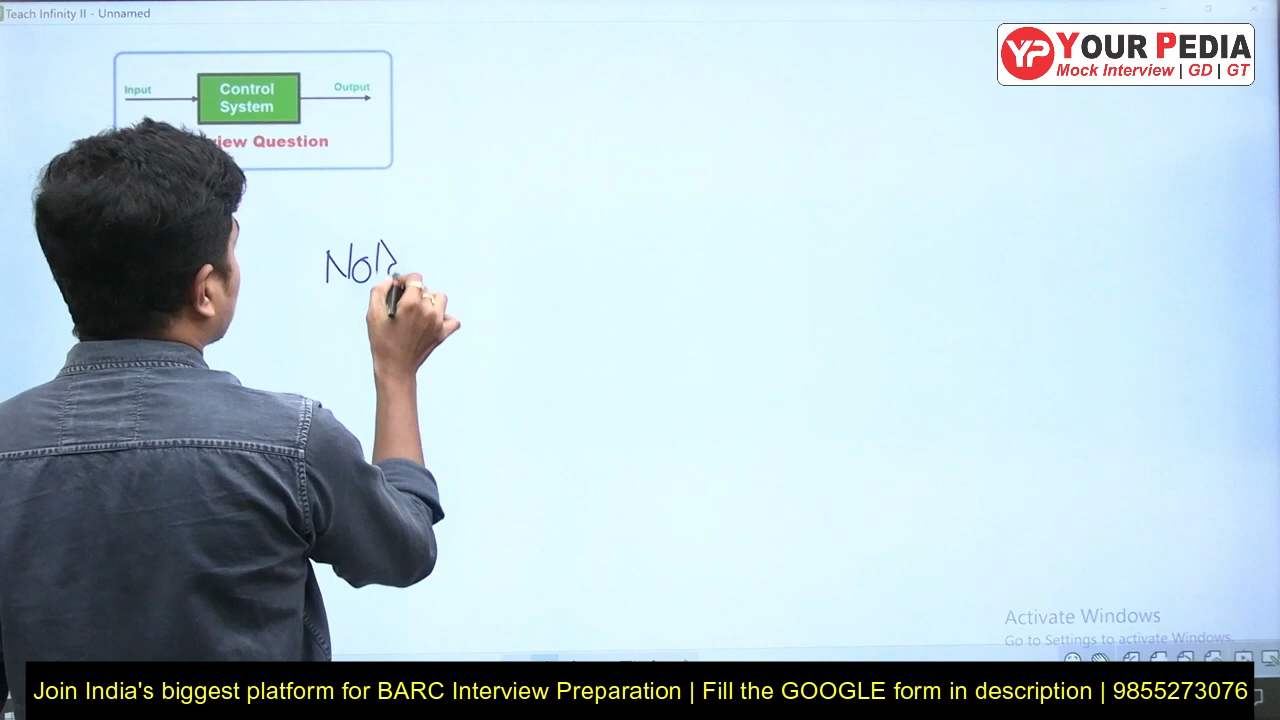 Teach Infinity II - Unnamed
YP YOUR PEDIA
Mock Interview | GD | GT
Input
Control
System
Output
view Question
Activate Windows
Go to Settings to activate Windows.
Join India's biggest platform for BARC Interview Preparation | Fill the GOOGLE form in description | 9855273076